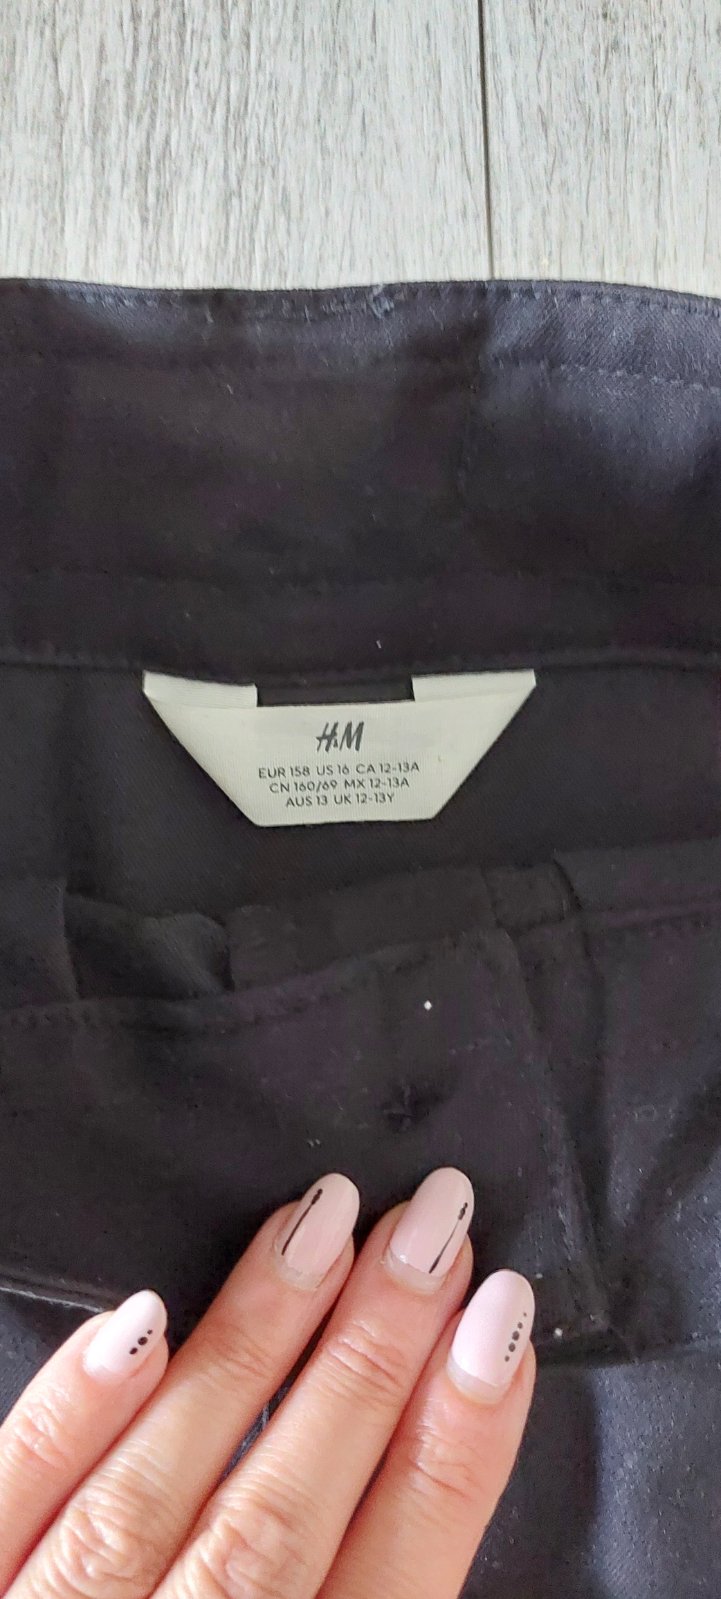 H&M
EUR 158 US 16 CA 12-13A
CN 160/69 MX 12-13A
AUS 13 UK 12-13Y